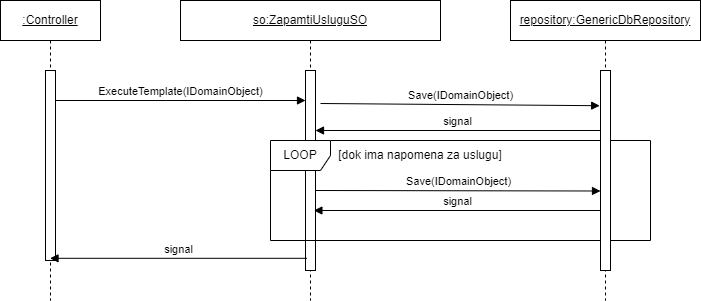 :Controller
so:ZapamtiUsluguSO
repository:GenericDbRepository
ExecuteTemplate(IDomainObject)
Save(IDomainObject)
signal
LOOP
[dok ima napomena za uslugu]
Save(IDomainObject)
signal
signal